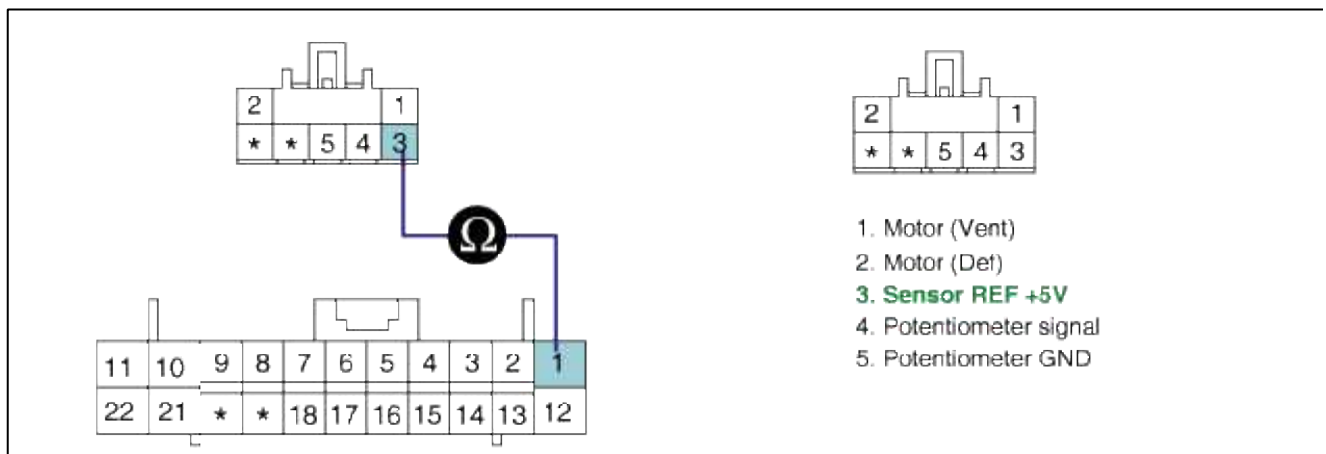 2 1
* * 5 4 3
Ω
11 10 9 8 7 6 5 4 3 2 1
22 21 * * 18 17 16 15 14 13 12
2 1
* * 5 4 3
1. Motor (Vent)
2. Motor (Def)
3. Sensor REF +5V
4. Potentiometer signal
5. Potentiometer GND